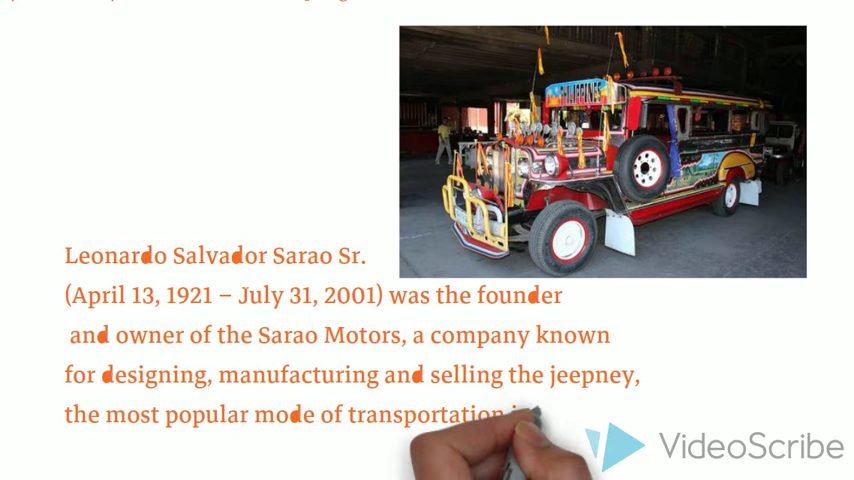 PILIPPINES
Leonardo Salvador Sarao Sr.
(April 13, 1921 – July 31, 2001) was the founder
and owner of the Sarao Motors, a company known
for designing, manufacturing and selling the jeepney,
the most popular mode of transportation
VideoScribe